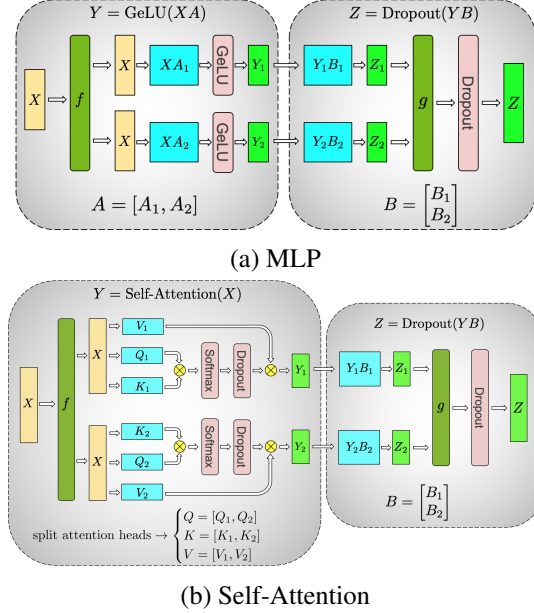 Y = GeLU(XA)
Z = Dropout(YB)
X
f
X
XA₁
GeLU
Y₁
Y₁B₁
Z₁
X
XA₂
GeLU
Y₂
Y₂B₂
Z₂
g
Dropout
Z
A = [A₁, A₂]
B = [B₁
B₂]
(a) MLP
Y = Self-Attention(X)
Z = Dropout(YB)
X
f
X
V₁
Q₁
K₁
Softmax
Dropout
Y₁
Y₁B₁
Z₁
X
K₂
Q₂
V₂
Softmax
Dropout
Y₂
Y₂B₂
Z₂
g
Dropout
Z
split attention heads → { Q = [Q₁, Q₂]
K = [K₁, K₂]
V = [V₁, V₂]
B = [B₁
B₂]
(b) Self-Attention